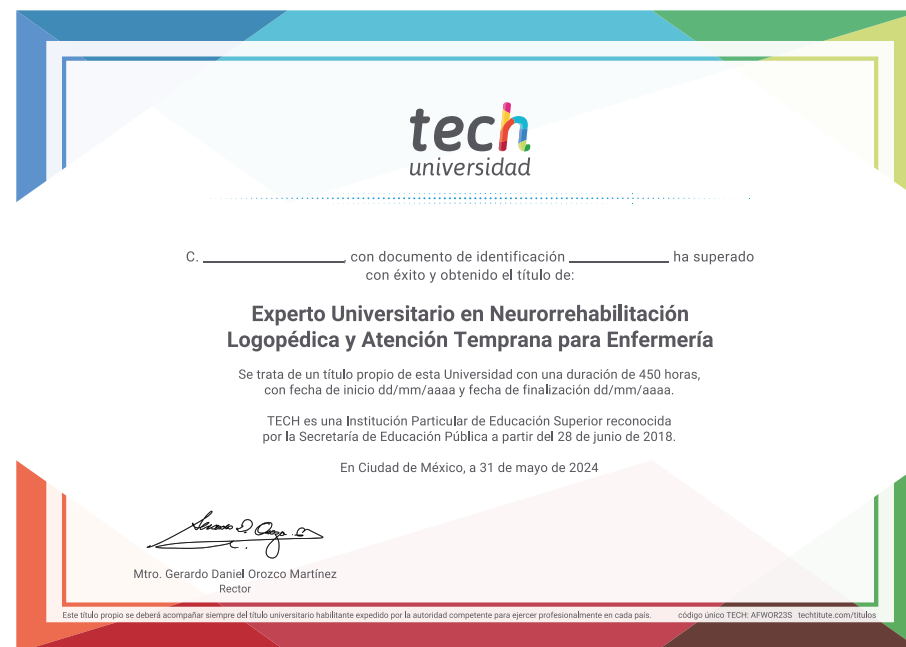 tech
universidad
C. ____________________, con documento de identificación ______________ ha superado
con éxito y obtenido el título de:
Experto Universitario en Neurorrehabilitación
Logopédica y Atención Temprana para Enfermería
Se trata de un título propio de esta Universidad con una duración de 450 horas,
con fecha de inicio dd/mm/aaaa y fecha de finalización dd/mm/aaaa.
TECH es una Institución Particular de Educación Superior reconocida
por la Secretaría de Educación Pública a partir del 28 de junio de 2018.
En Ciudad de México, a 31 de mayo de 2024
Mtro. Gerardo Daniel Orozco Martínez
Rector
Este título propio se deberá acompañar siempre del título universitario habilitante expedido por la autoridad competente para ejercer profesionalmente en cada país. código único TECH: AFWOR23S techtitute.com/titulos